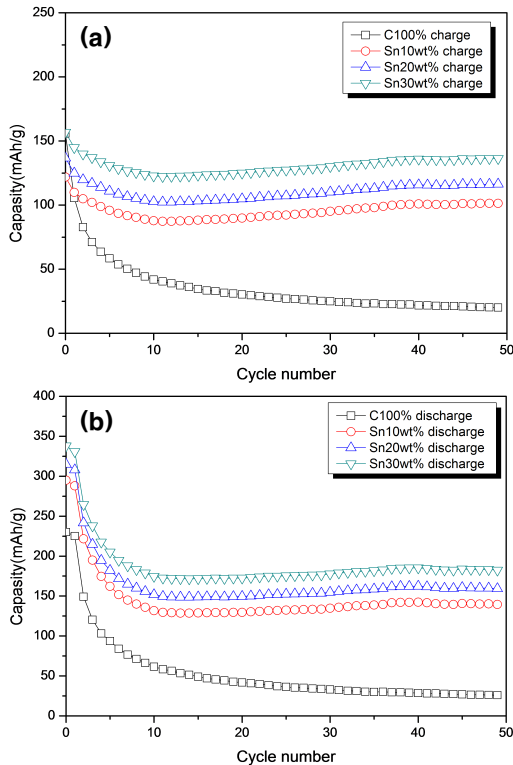 (a)
C100% charge
Sn10wt% charge
Sn20wt% charge
Sn30wt% charge
250
200
150
100
50
0
Capasity(mAh/g)
0 10 20 30 40 50
Cycle number
(b)
C100% discharge
Sn10wt% discharge
Sn20wt% discharge
Sn30wt% discharge
400
350
300
250
200
150
100
50
0
Capasity(mAh/g)
0 10 20 30 40 50
Cycle number